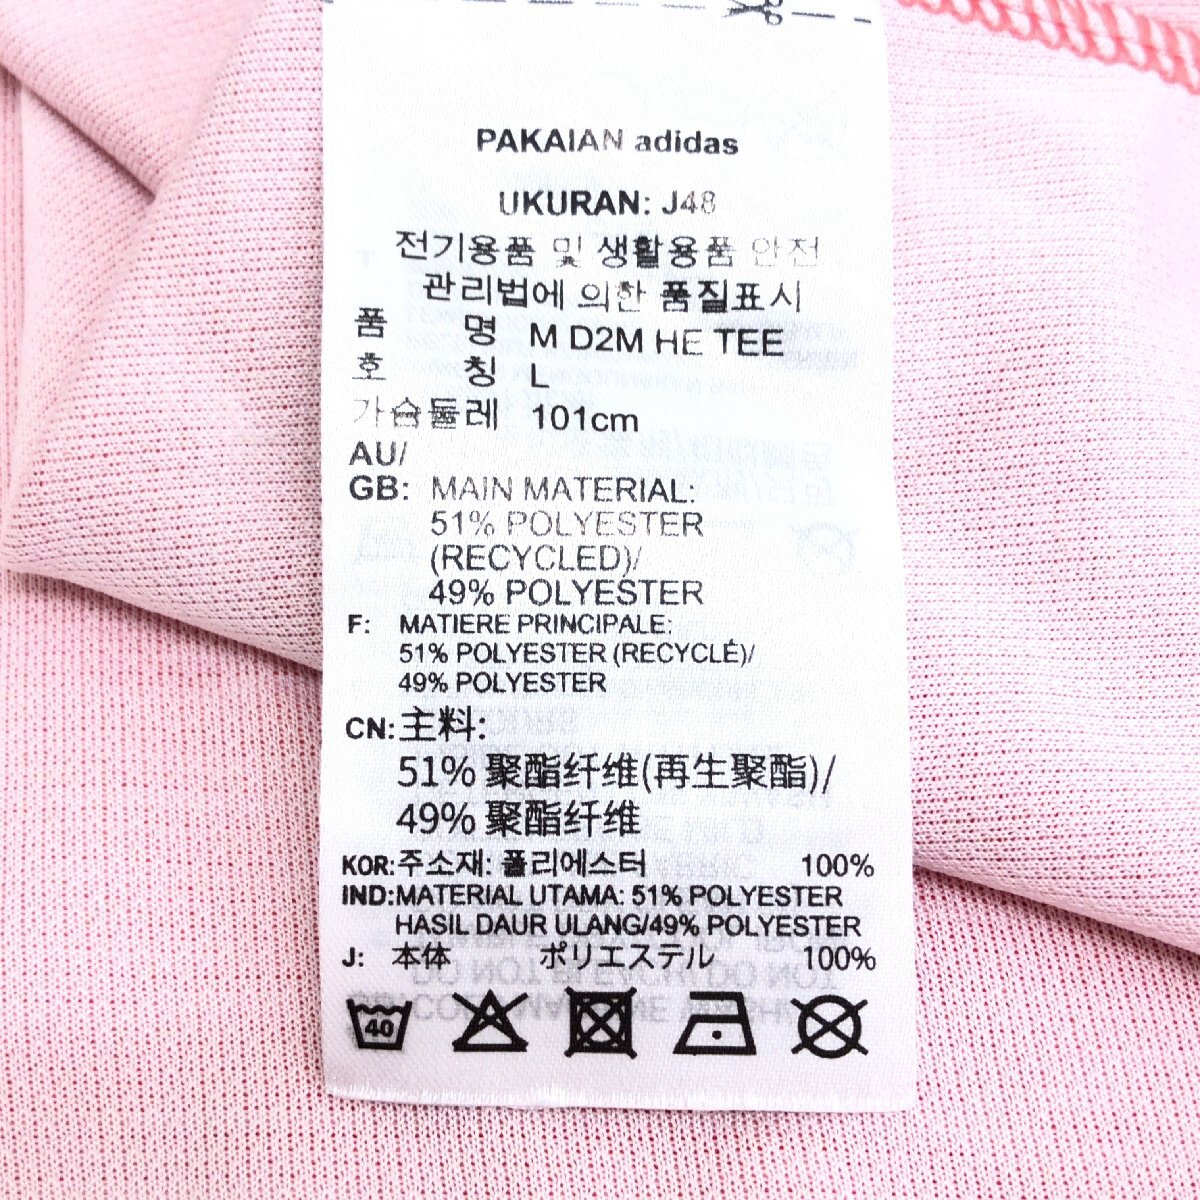 PAKAIAN adidas
UKURAN: J48
전기용품 및 생활용품 안전
관리법에 의한 품질표시
품 명 M D2M HE TEE
호 칭 L
가슴둘레 101cm
AU/
GB: MAIN MATERIAL:
51% POLYESTER
(RECYCLED)/
49% POLYESTER
F: MATIERE PRINCIPALE:
51% POLYESTER (RECYCLÉ)/
49% POLYESTER
CN: 主料:
51% 聚酯纤维(再生聚酯)/
49% 聚酯纤维
KOR: 주소재: 폴리에스터 100%
IND: MATERIAL UTAMA: 51% POLYESTER
HASIL DAUR ULANG/49% POLYESTER
J: 本体 ポリエステル 100%
40